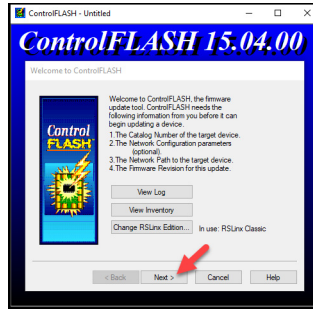 ControlFLASH - Untitled
ControlFLASH 15.04.00
Welcome to ControlFLASH
Control
FLASH
Welcome to ControlFLASH, the firmware
update tool. ControlFLASH needs the
following information from you before it can
begin updating a device.
1.The Catalog Number of the target device.
2.The Network Configuration parameters
(optional).
3.The Network Path to the target device.
4.The Firmware Revision for this update.
View Log
View Inventory
Change RSLinx Edition... In use: RSLinx Classic
< Back Next > Cancel Help